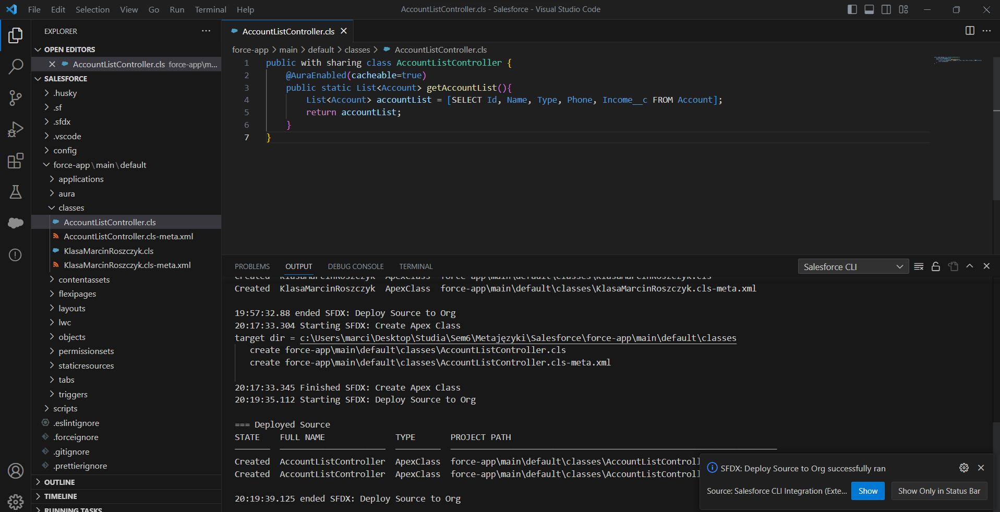 File Edit Selection View Go Run Terminal Help
AccountListController.cls - Salesforce - Visual Studio Code
EXPLORER
OPEN EDITORS
AccountListController.cls force-app\m...
SALESFORCE
.husky
.sf
.sfdx
.vscode
config
force-app\main\default
applications
aura
classes
AccountListController.cls
AccountListController.cls-meta.xml
KlasaMarcinRoszczyk.cls
KlasaMarcinRoszczyk.cls-meta.xml
contentassets
flexipages
layouts
lwc
objects
permissionsets
staticresources
tabs
triggers
scripts
.eslintignore
.forceignore
.gitignore
.prettierignore
OUTLINE
TIMELINE
RUNNING TASKS
AccountListController.cls
force-app > main > default > classes > AccountListController.cls
1 public with sharing class AccountListController {
2 @AuraEnabled(cacheable=true)
3 public static List<Account> getAccountList(){
4 List<Account> accountList = [SELECT Id, Name, Type, Phone, Income__c FROM Account];
5 return accountList;
6 }
7 }
PROBLEMS OUTPUT DEBUG CONSOLE TERMINAL
Salesforce CLI
Created KlasaMarcinRoszczyk ApexClass force-app\main\default\classes\KlasaMarcinRoszczyk.cls
Created KlasaMarcinRoszczyk ApexClass force-app\main\default\classes\KlasaMarcinRoszczyk.cls-meta.xml
19:57:32.88 ended SFDX: Deploy Source to Org
20:17:33.304 Starting SFDX: Create Apex Class
target dir = c:\Users\marci\Desktop\Studia\Sem6\Metajęzyki\Salesforce\force-app\main\default\classes
create force-app\main\default\classes\AccountListController.cls
create force-app\main\default\classes\AccountListController.cls-meta.xml
20:17:33.345 Finished SFDX: Create Apex Class
20:19:35.112 Starting SFDX: Deploy Source to Org
=== Deployed Source
STATE FULL NAME TYPE PROJECT PATH
Created AccountListController ApexClass force-app\main\default\classes\AccountListControll
Created AccountListController ApexClass force-app\main\default\classes\AccountListControll
20:19:39.125 ended SFDX: Deploy Source to Org
SFDX: Deploy Source to Org successfully ran
Source: Salesforce CLI Integration (Exte...
Show
Show Only in Status Bar